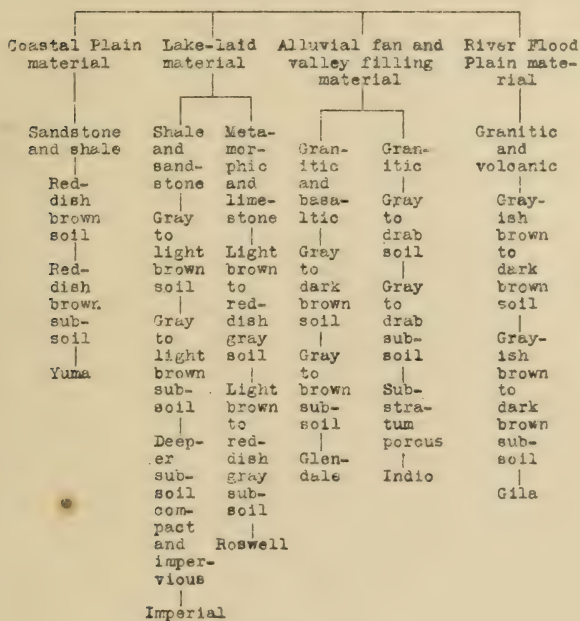 Coastal Plain
material
Sandstone
and shale
Red-
dish
brown
soil
Red-
dish
brown
sub-
soil
Yuma
Lake-laid
material
Shale
and
sand-
stone
Gray
to
light
brown
soil
Gray
to
light
brown
sub-
soil
Deep-
er
sub-
soil
com-
pact
and
imper-
vious
Imperial
Meta-
mor-
phic
and
lime-
stone
Light
brown
to
red-
dish
gray
soil
Light
brown
to
red-
dish
gray
sub-
soil
Roswell
Alluvial fan and
valley filling
material
Gran-
itic
and
basa-
ltic
Gray
to
dark
brown
soil
Gray
to
brown
sub-
soil
Glen-
dale
Gran-
itic
Gray
to
drab
soil
Gray
to
drab
sub-
soil
Sub-
stra-
tum
porous
Indio
River Flood
Plain mate-
rial
Granitic
and
volcanic
Gray-
ish
brown
to
dark
brown
soil
Gray-
ish
brown
to
dark
brown
sub-
soil
Gila